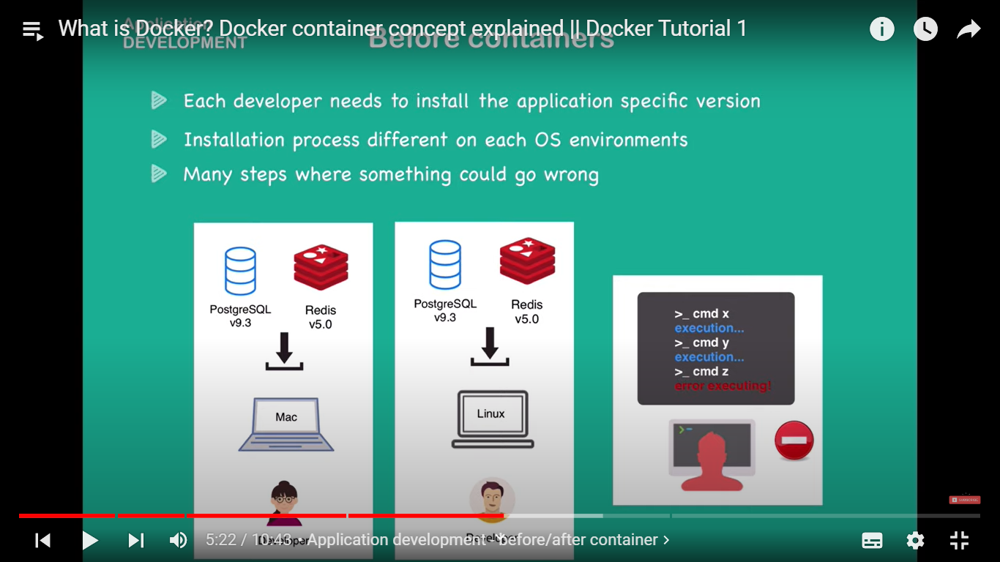 What is Docker? Docker container concept explained || Docker Tutorial 1
Application
DEVELOPMENT
Before containers
Each developer needs to install the application specific version
Installation process different on each OS environments
Many steps where something could go wrong
PostgreSQL
v9.3
Redis
v5.0
Mac
Developer
PostgreSQL
v9.3
Redis
v5.0
Linux
Developer
>_ cmd x
execution...
>_ cmd y
execution...
>_ cmd z
error executing!
SUBSCRIBE
5:22 / 10:43 • Application development *before/after container >